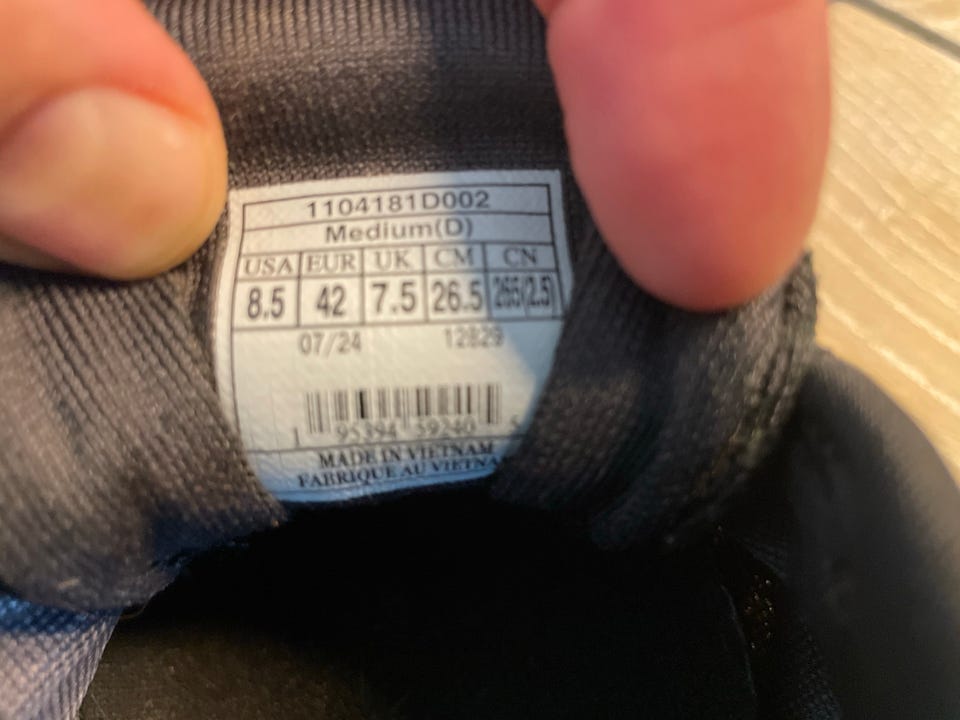 1104181D002
Medium(D)
USA EUR UK CM CN
8.5 42 7.5 26.5 265(2.5)
07/24 12829
1 95394 59240 5
MADE IN VIETNAM
FABRIQUE AU VIETNA